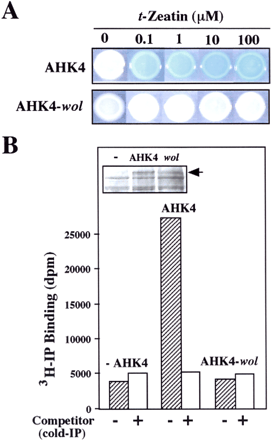 A
t-Zeatin (μM)
0 0.1 1 10 100
AHK4
AHK4-wol
B
- AHK4 wol
AHK4
25000
20000
15000
10000
5000
0
3H-IP Binding (dpm)
- AHK4
AHK4-wol
Competitor - + - + - +
(cold-IP)